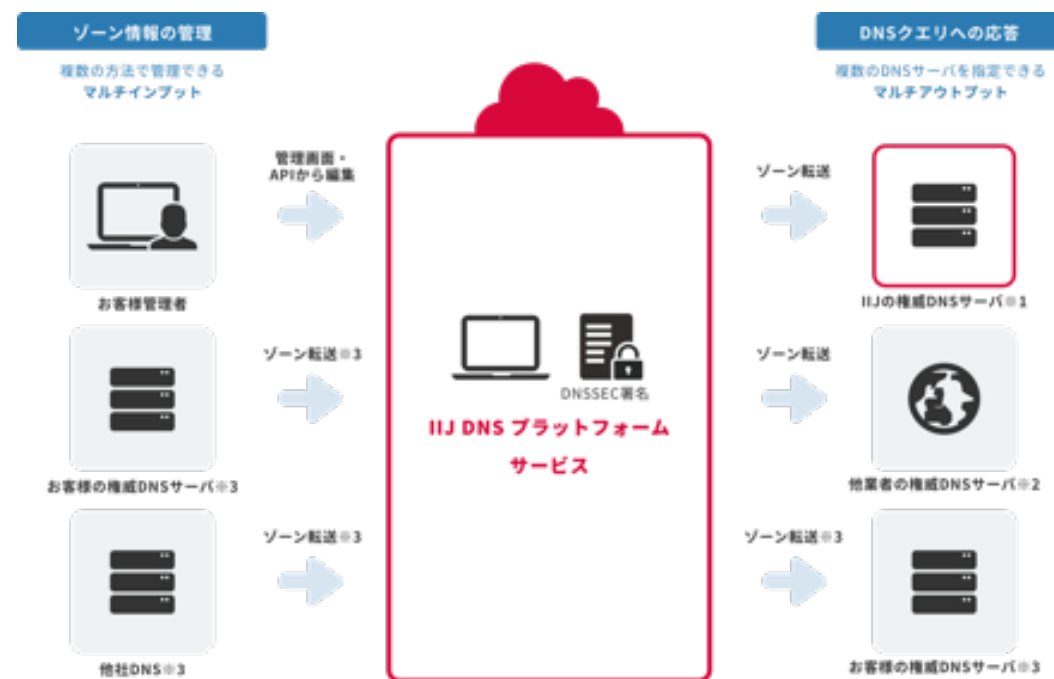 ゾーン情報の管理
複数の方法で管理できる
マルチインプット
管理画面・
APIから編集
お客様管理者
ゾーン転送※3
お客様の権威DNSサーバ※3
ゾーン転送※3
他社DNS※3
DNSSEC署名
IIJ DNS プラットフォーム
サービス
DNSクエリへの応答
複数のDNSサーバを指定できる
マルチアウトプット
ゾーン転送
IIJの権威DNSサーバ※1
ゾーン転送
他業者の権威DNSサーバ※2
ゾーン転送※3
お客様の権威DNSサーバ※3